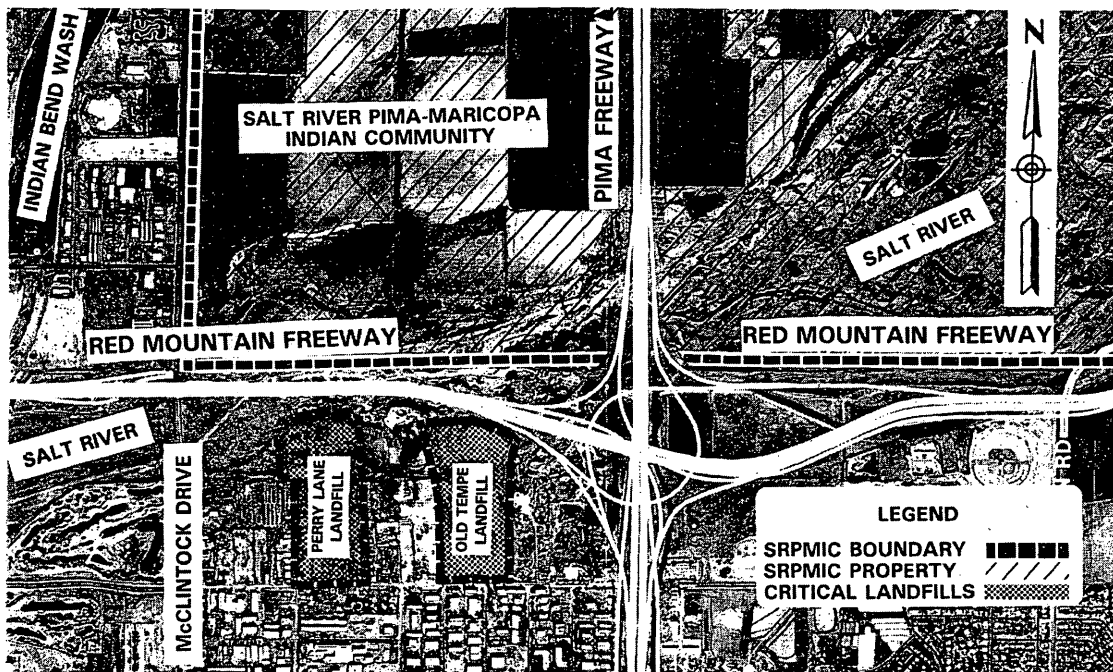 INDIAN BEND WASH
SALT RIVER PIMA-MARICOPA
INDIAN COMMUNITY
PIMA FREEWAY
N
SALT RIVER
RED MOUNTAIN FREEWAY
RED MOUNTAIN FREEWAY
SALT RIVER
McCLINTOCK DRIVE
PERRY LANE
LANDFILL
OLD TEMPE
LANDFILL
RD
LEGEND
SRPMIC BOUNDARY
SRPMIC PROPERTY
CRITICAL LANDFILLS